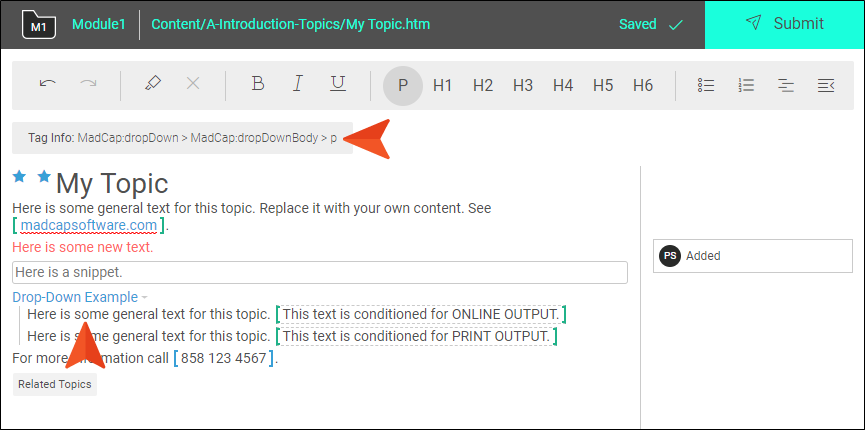 M1 Module1 Content/A-Introduction-Topics/My Topic.htm Saved Submit
B I U P H1 H2 H3 H4 H5 H6
Tag Info: MadCap:dropDown > MadCap:dropDownBody > p
My Topic
Here is some general text for this topic. Replace it with your own content. See
[ madcapsoftware.com ].
Here is some new text.
PS Added
Here is a snippet.
Drop-Down Example
Here is some general text for this topic. [ This text is conditioned for ONLINE OUTPUT. ]
Here is some general text for this topic. [ This text is conditioned for PRINT OUTPUT. ]
For more information call [ 858 123 4567 ].
Related Topics